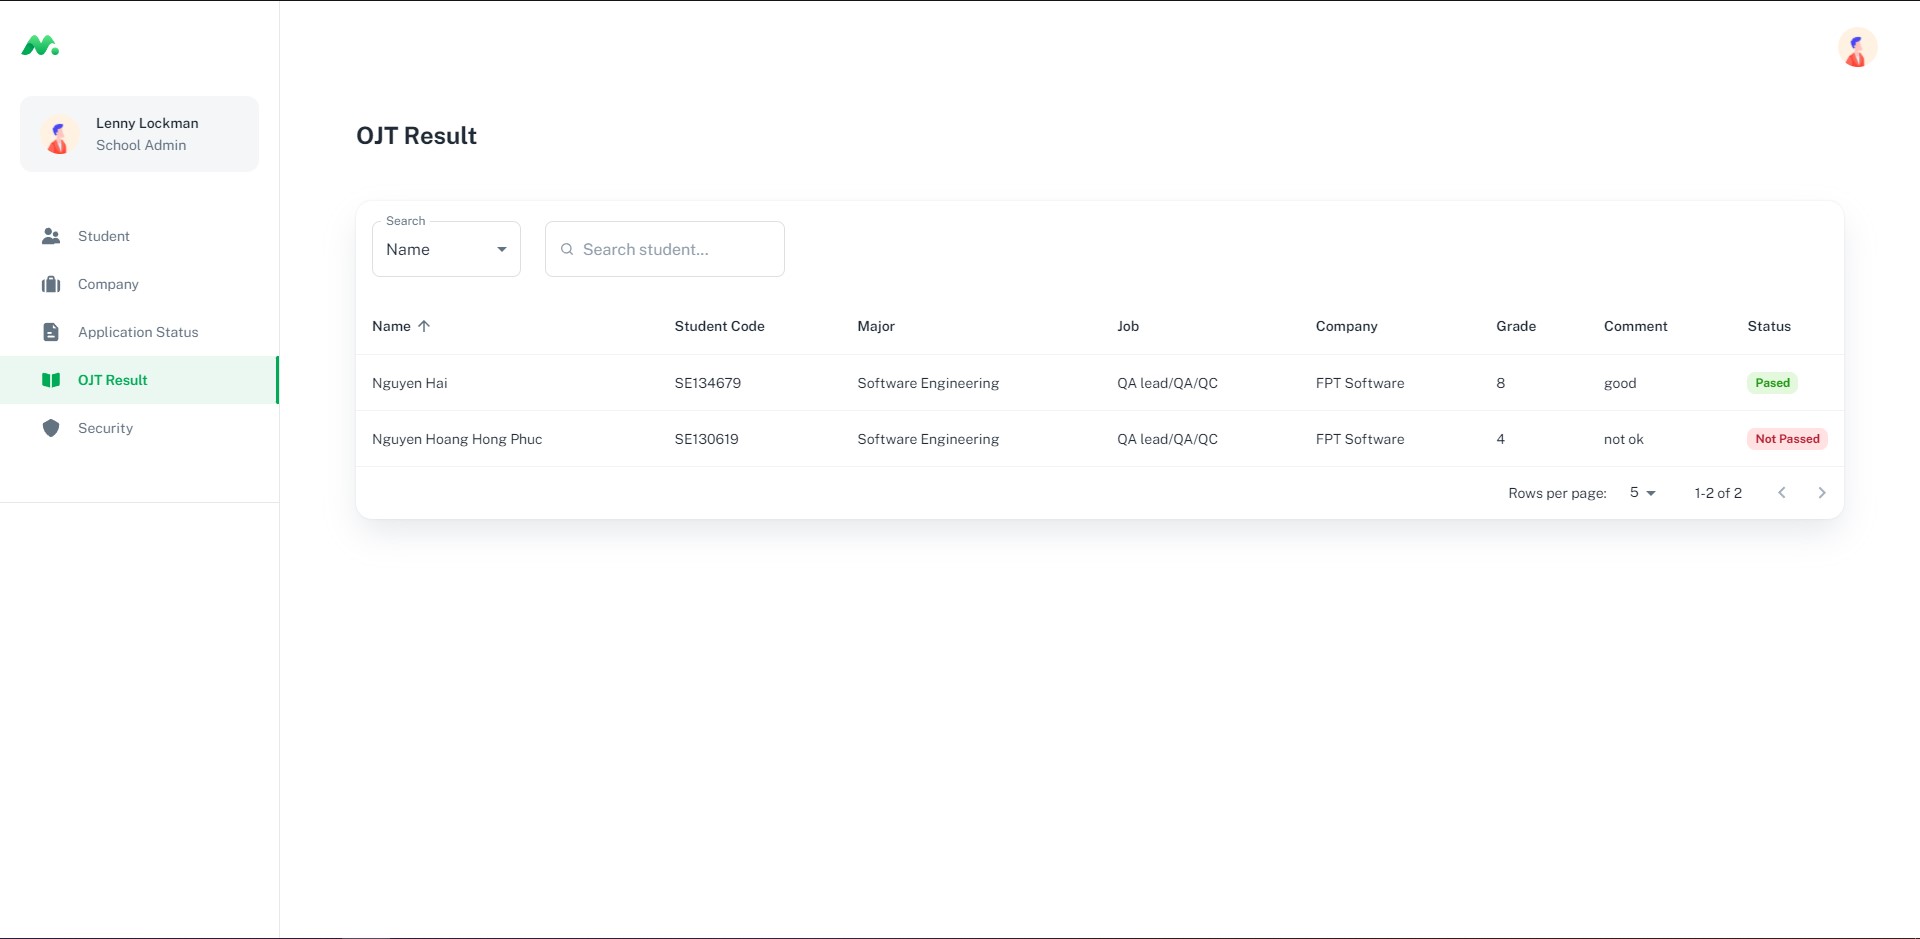 Lenny Lockman
School Admin
Student
Company
Application Status
OJT Result
Security
OJT Result
Search
Name
Search student...
Name Student Code Major Job Company Grade Comment Status
Nguyen Hai SE134679 Software Engineering QA lead/QA/QC FPT Software 8 good Pased
Nguyen Hoang Hong Phuc SE130619 Software Engineering QA lead/QA/QC FPT Software 4 not ok Not Passed
Rows per page: 5 1-2 of 2